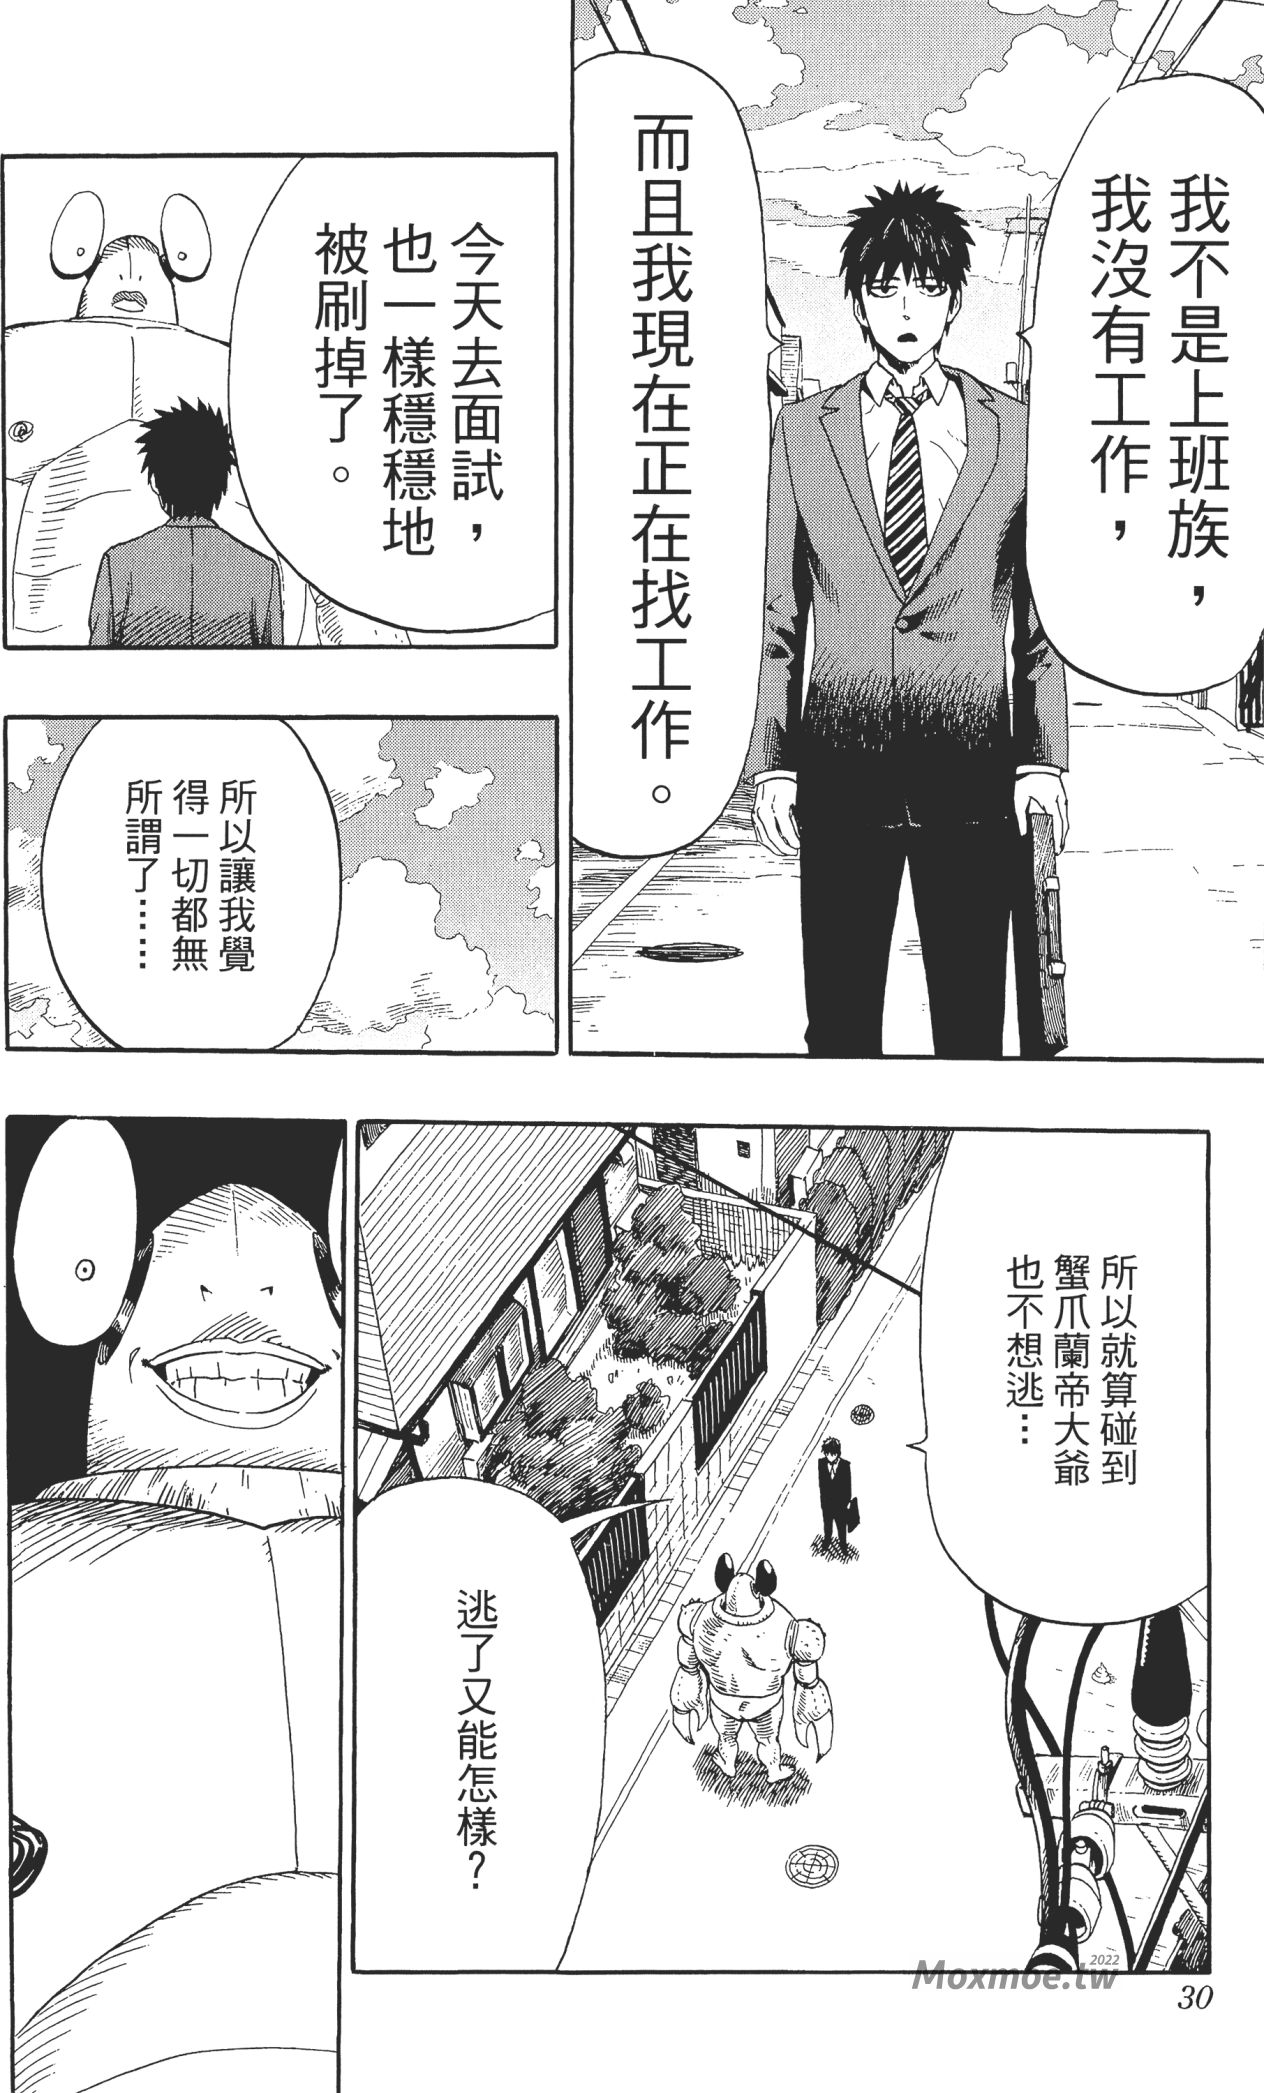 我不是上班族，
我沒有工作，
而且我現在正在找工作。
今天去面試，
也一樣穩穩地
被刷掉了。
所以讓我覺
得一切都無
所謂了……
所以就算碰到
蟹爪蘭帝大爺
也不想逃…
逃了又能怎樣？
2022
Moxmoe.tw
30